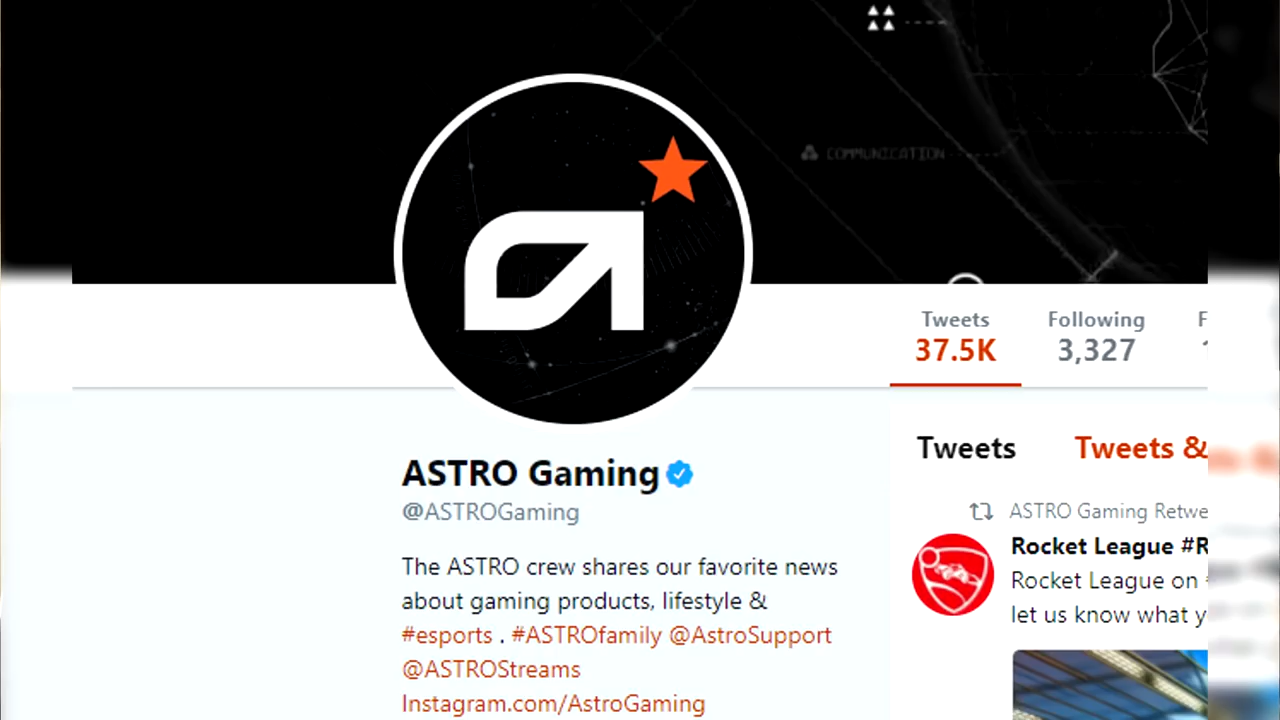 COMMUNICATION
Tweets
37.5K
Following
3,327
ASTRO Gaming
@ASTROGaming
The ASTRO crew shares our favorite news
about gaming products, lifestyle &
#esports . #ASTROfamily @AstroSupport
@ASTROStreams
Instagram.com/AstroGaming
Tweets
Tweets &
ASTRO Gaming Retwe
Rocket League #R
Rocket League on
let us know what y